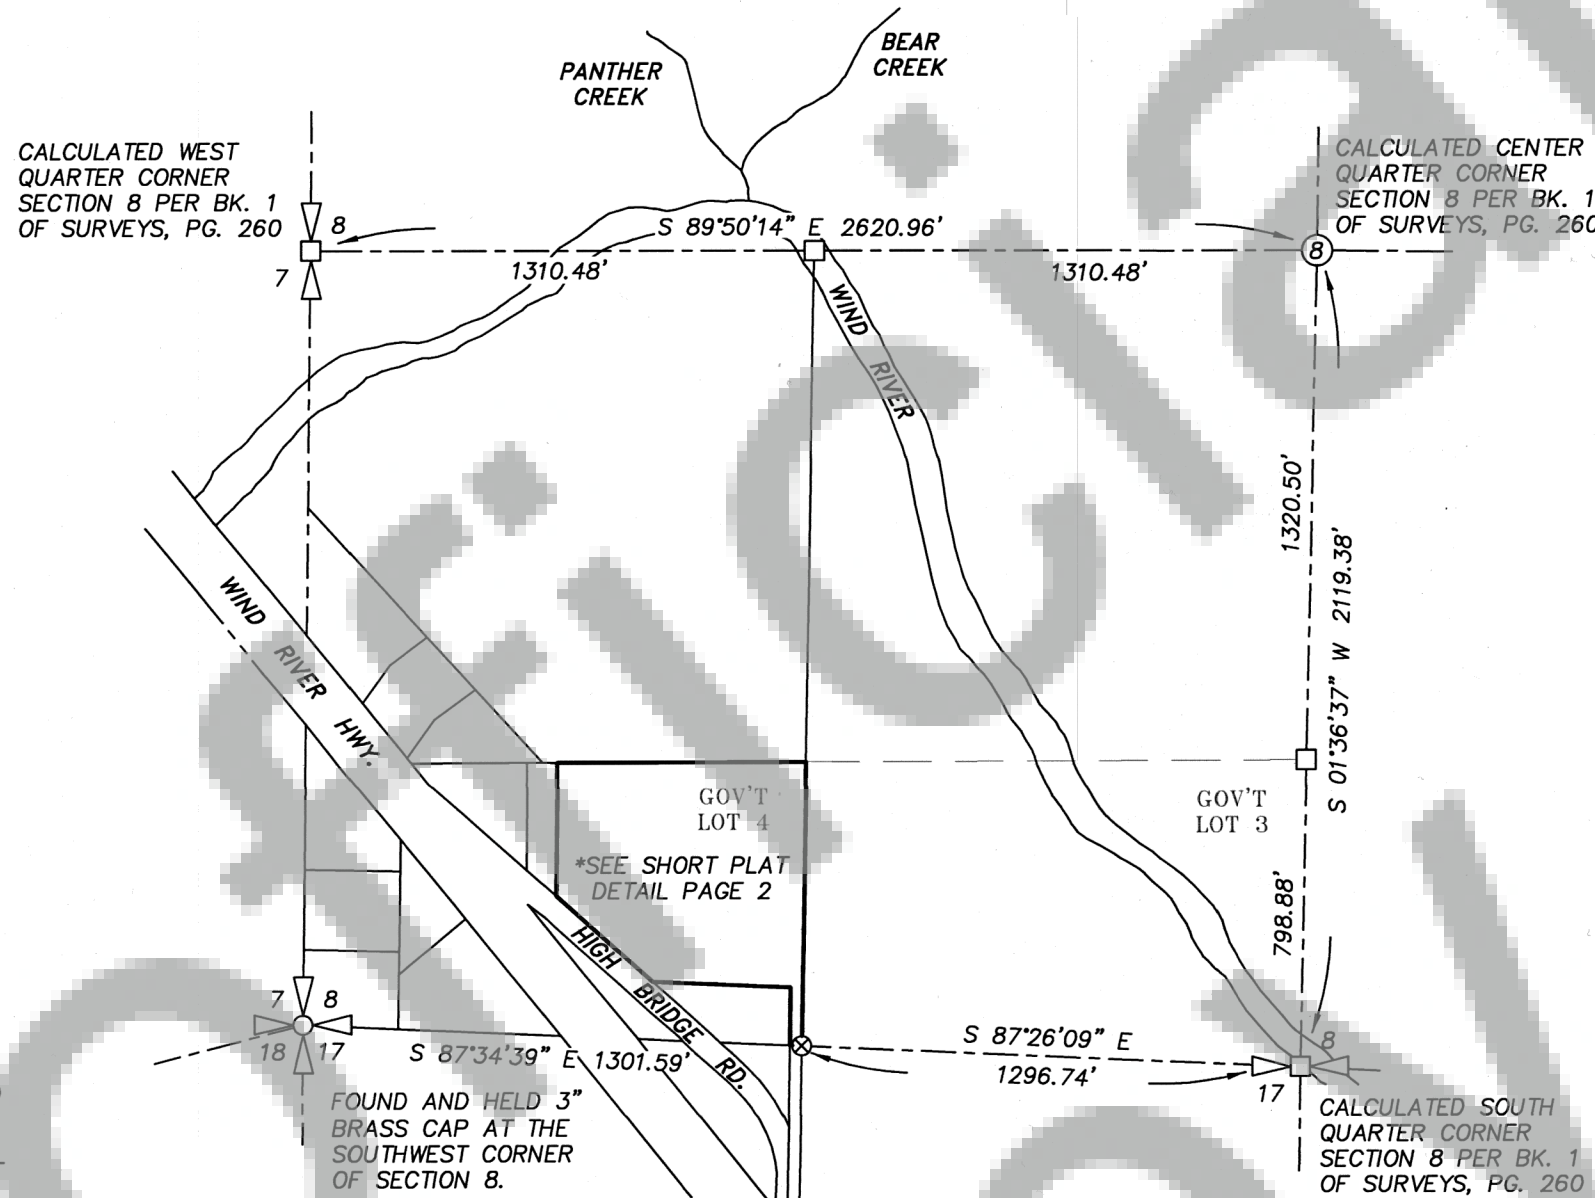 PANTHER
CREEK
BEAR
CREEK
CALCULATED WEST
QUARTER CORNER
SECTION 8 PER BK. 1
OF SURVEYS, PG. 260
CALCULATED CENTER
QUARTER CORNER
SECTION 8 PER BK. 1
OF SURVEYS, PG. 260
8
7
S 89°50'14" E 2620.96'
1310.48'
1310.48'
8
WIND RIVER
1320.50'
S 01°36'37" W 2119.38'
WIND RIVER HWY.
GOV'T
LOT 4
GOV'T
LOT 3
*SEE SHORT PLAT
DETAIL PAGE 2
798.88'
HIGH BRIDGE RD.
7 8
18 17
S 87°34'39" E 1301.59'
S 87°26'09" E
1296.74'
8
17
FOUND AND HELD 3"
BRASS CAP AT THE
SOUTHWEST CORNER
OF SECTION 8.
CALCULATED SOUTH
QUARTER CORNER
SECTION 8 PER BK. 1
OF SURVEYS, PG. 260